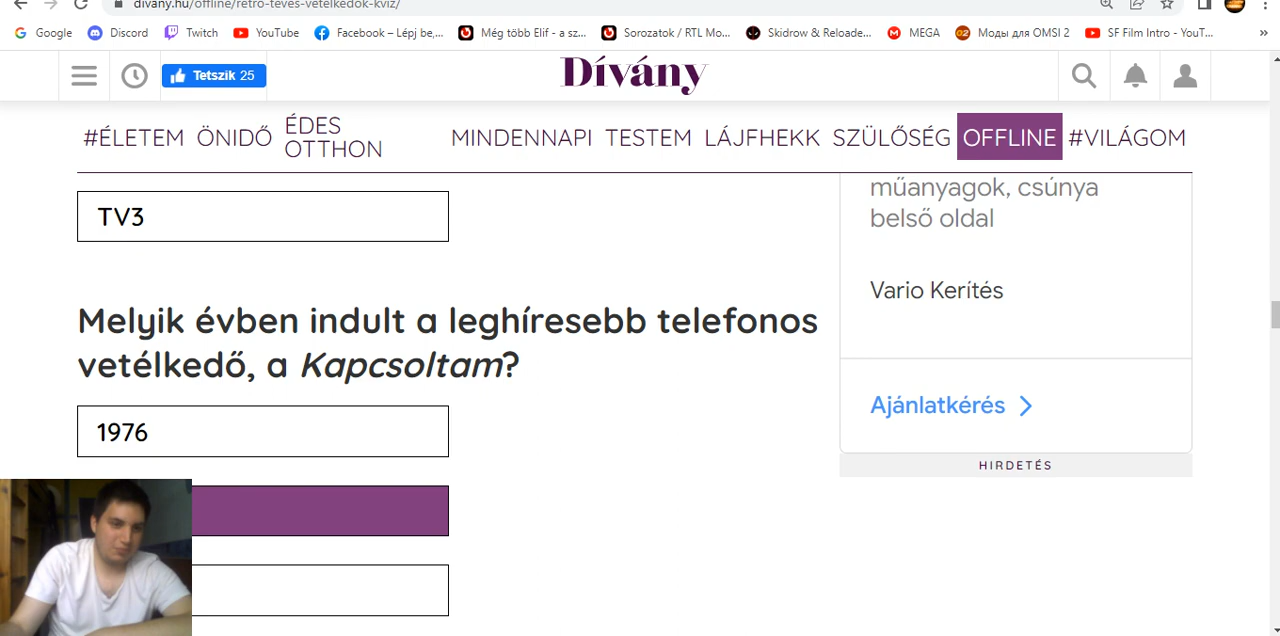 divany.hu/offline/retro-teves-vetelkedok-kviz/
Google Discord Twitch YouTube Facebook – Lépj be,... Még több Elif - a sz... Sorozatok / RTL Mo... Skidrow & Reloade... MEGA Моды для OMSI 2 SF Film Intro - YouT... »
Tetszik 25
Dívány
#ÉLETEM ÖNIDŐ ÉDES OTTHON MINDENNAPI TESTEM LÁJFHEKK SZÜLŐSÉG OFFLINE #VILÁGOM
TV3
Melyik évben indult a leghíresebb telefonos
vetélkedő, a Kapcsoltam?
1976
műanyagok, csúnya
belső oldal
Vario Kerítés
Ajánlatkérés
HIRDETÉS